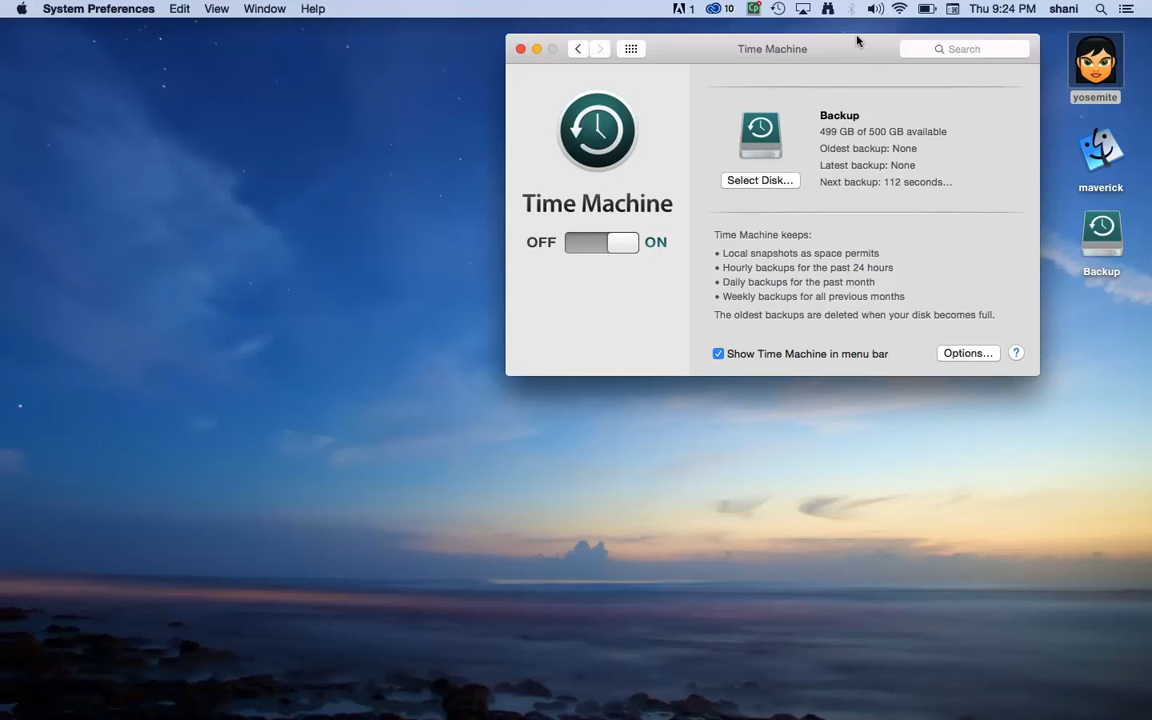 System Preferences Edit View Window Help
1 10 Cp Thu 9:24 PM shani
Time Machine
Search
yosemite
maverick
Backup
Time Machine
OFF ON
Select Disk...
Backup
499 GB of 500 GB available
Oldest backup: None
Latest backup: None
Next backup: 112 seconds...
Time Machine keeps:
• Local snapshots as space permits
• Hourly backups for the past 24 hours
• Daily backups for the past month
• Weekly backups for all previous months
The oldest backups are deleted when your disk becomes full.
Show Time Machine in menu bar
Options... ?